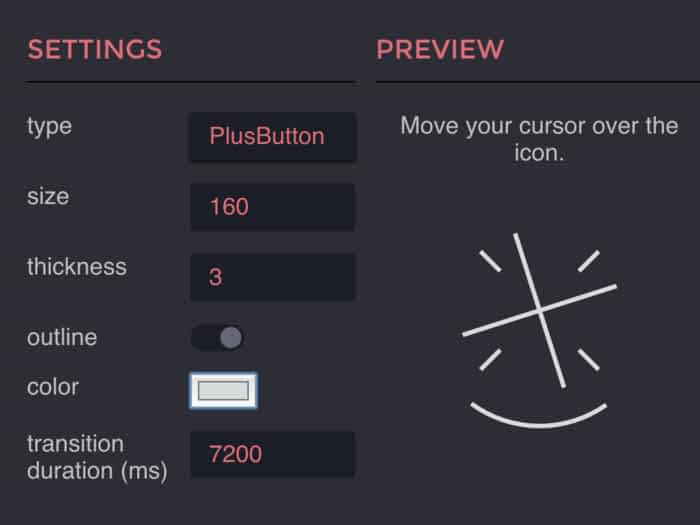 SETTINGS
PREVIEW
type
PlusButton
Move your cursor over the
icon.
size
160
thickness
3
outline
color
transition
duration (ms)
7200